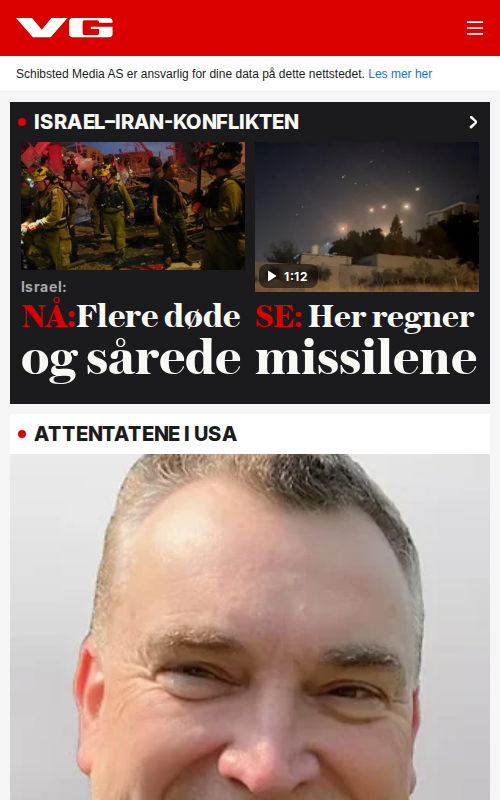 VG
Schibsted Media AS er ansvarlig for dine data på dette nettstedet. Les mer her
ISRAEL–IRAN-KONFLIKTEN
Israel:
NÅ:Flere døde
og sårede
1:12
SE: Her regner
missilene
ATTENTATENE I USA